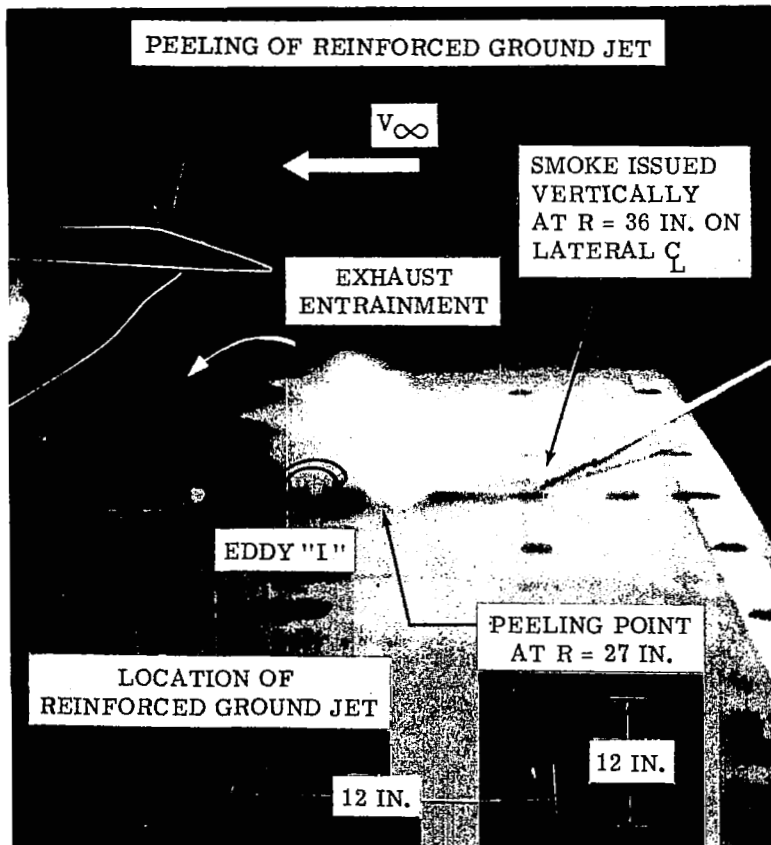 PEELING OF REINFORCED GROUND JET
V∞
SMOKE ISSUED
VERTICALLY
AT R = 36 IN. ON
LATERAL C
L
EXHAUST
ENTRAINMENT
EDDY "I"
PEELING POINT
AT R = 27 IN.
LOCATION OF
REINFORCED GROUND JET
12 IN.
12 IN.